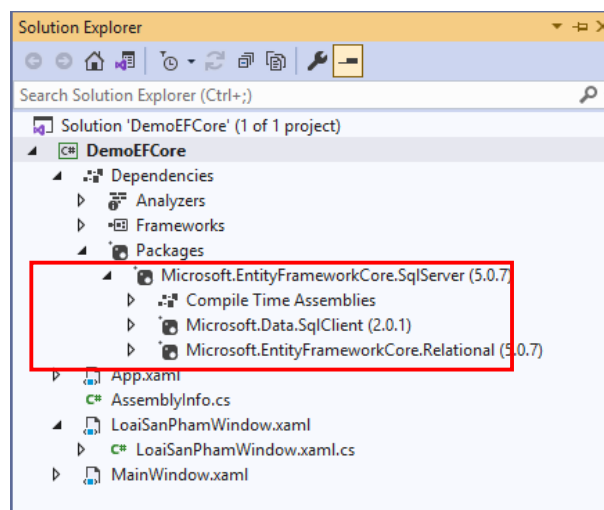 Solution Explorer
Search Solution Explorer (Ctrl+;)
Solution 'DemoEFCore' (1 of 1 project)
C# DemoEFCore
Dependencies
Analyzers
Frameworks
Packages
Microsoft.EntityFrameworkCore.SqlServer (5.0.7)
Compile Time Assemblies
Microsoft.Data.SqlClient (2.0.1)
Microsoft.EntityFrameworkCore.Relational (5.0.7)
App.xaml
C# AssemblyInfo.cs
LoaiSanPhamWindow.xaml
C# LoaiSanPhamWindow.xaml.cs
MainWindow.xaml